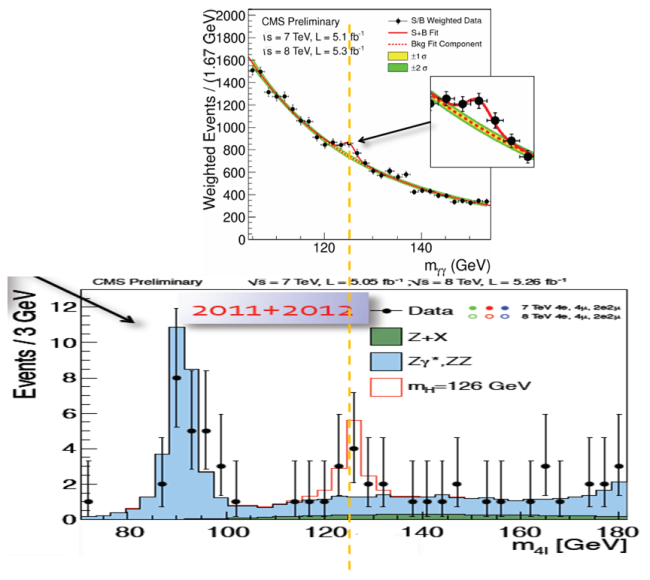 CMS Preliminary
√s = 7 TeV, L = 5.1 fb⁻¹
√s = 8 TeV, L = 5.3 fb⁻¹
S/B Weighted Data
S+B Fit
Bkg Fit Component
±1 σ
±2 σ
Weighted Events / (1.67 GeV)
2000
1800
1600
1400
1200
1000
800
600
400
200
0
120
140
mγγ (GeV)
CMS Preliminary
√s = 7 TeV, L = 5.05 fb⁻¹ ;√s = 8 TeV, L = 5.26 fb⁻¹
2011+2012
Data
7 TeV 4e, 4μ, 2e2μ
8 TeV 4e, 4μ, 2e2μ
Z+X
Zγ*,ZZ
mH=126 GeV
Events / 3 GeV
12
10
8
6
4
2
0
80
100
120
140
160
180
m4l [GeV]